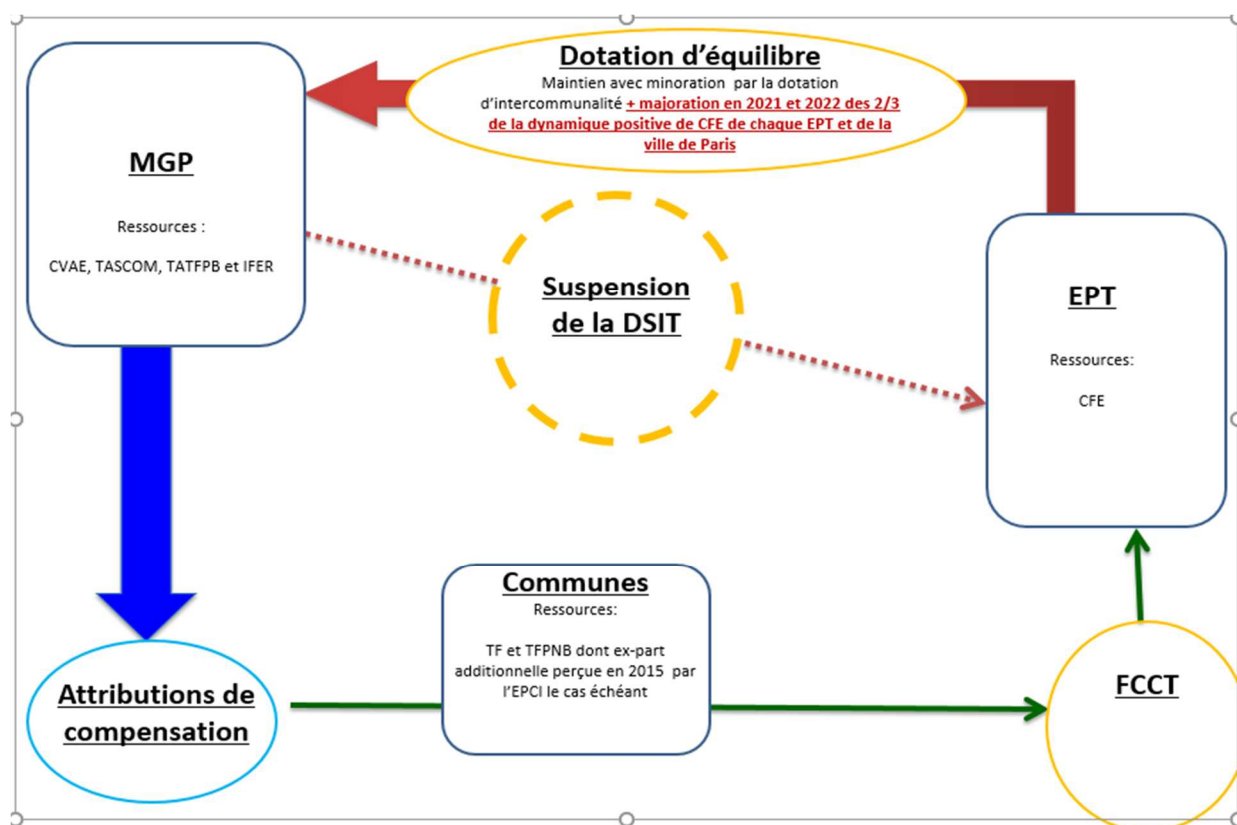 Dotation d’équilibre
Maintien avec minoration par la dotation
d’intercommunalité + majoration en 2021 et 2022 des 2/3
de la dynamique positive de CFE de chaque EPT et de la
ville de Paris
MGP
Ressources :
CVAE, TASCOM, TATFPB et IFER
Suspension
de la DSIT
EPT
Ressources:
CFE
Communes
Ressources:
TF et TFPNB dont ex-part
additionnelle perçue en 2015 par
l’EPCI le cas échéant
Attributions de
compensation
FCCT